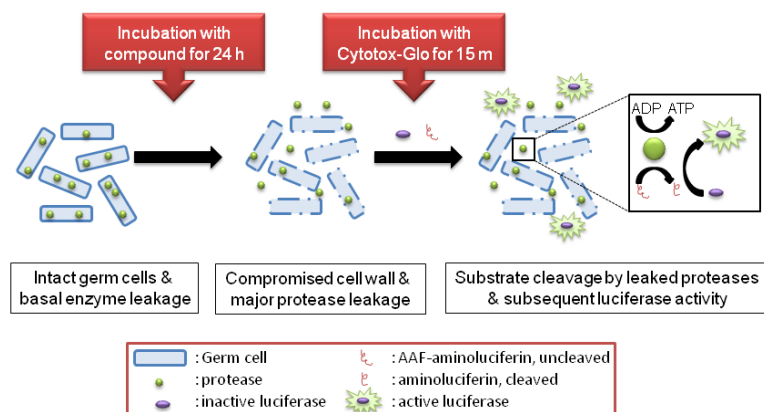 Incubation with
compound for 24 h
Incubation with
Cytotox-Glo for 15 m
ADP ATP
Intact germ cells &
basal enzyme leakage
Compromised cell wall &
major protease leakage
Substrate cleavage by leaked proteases
& subsequent luciferase activity
: Germ cell
: AAF-aminoluciferin, uncleaved
: protease
: aminoluciferin, cleaved
: inactive luciferase
: active luciferase